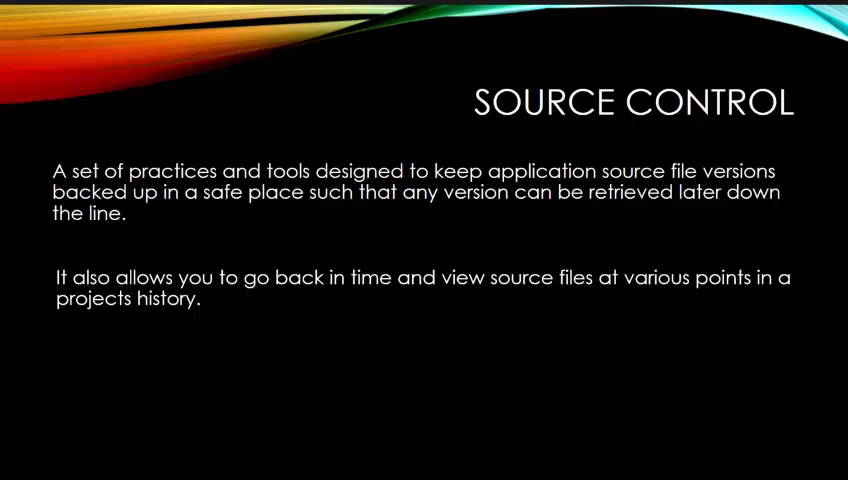 SOURCE CONTROL
A set of practices and tools designed to keep application source file versions
backed up in a safe place such that any version can be retrieved later down
the line.
It also allows you to go back in time and view source files at various points in a
projects history.